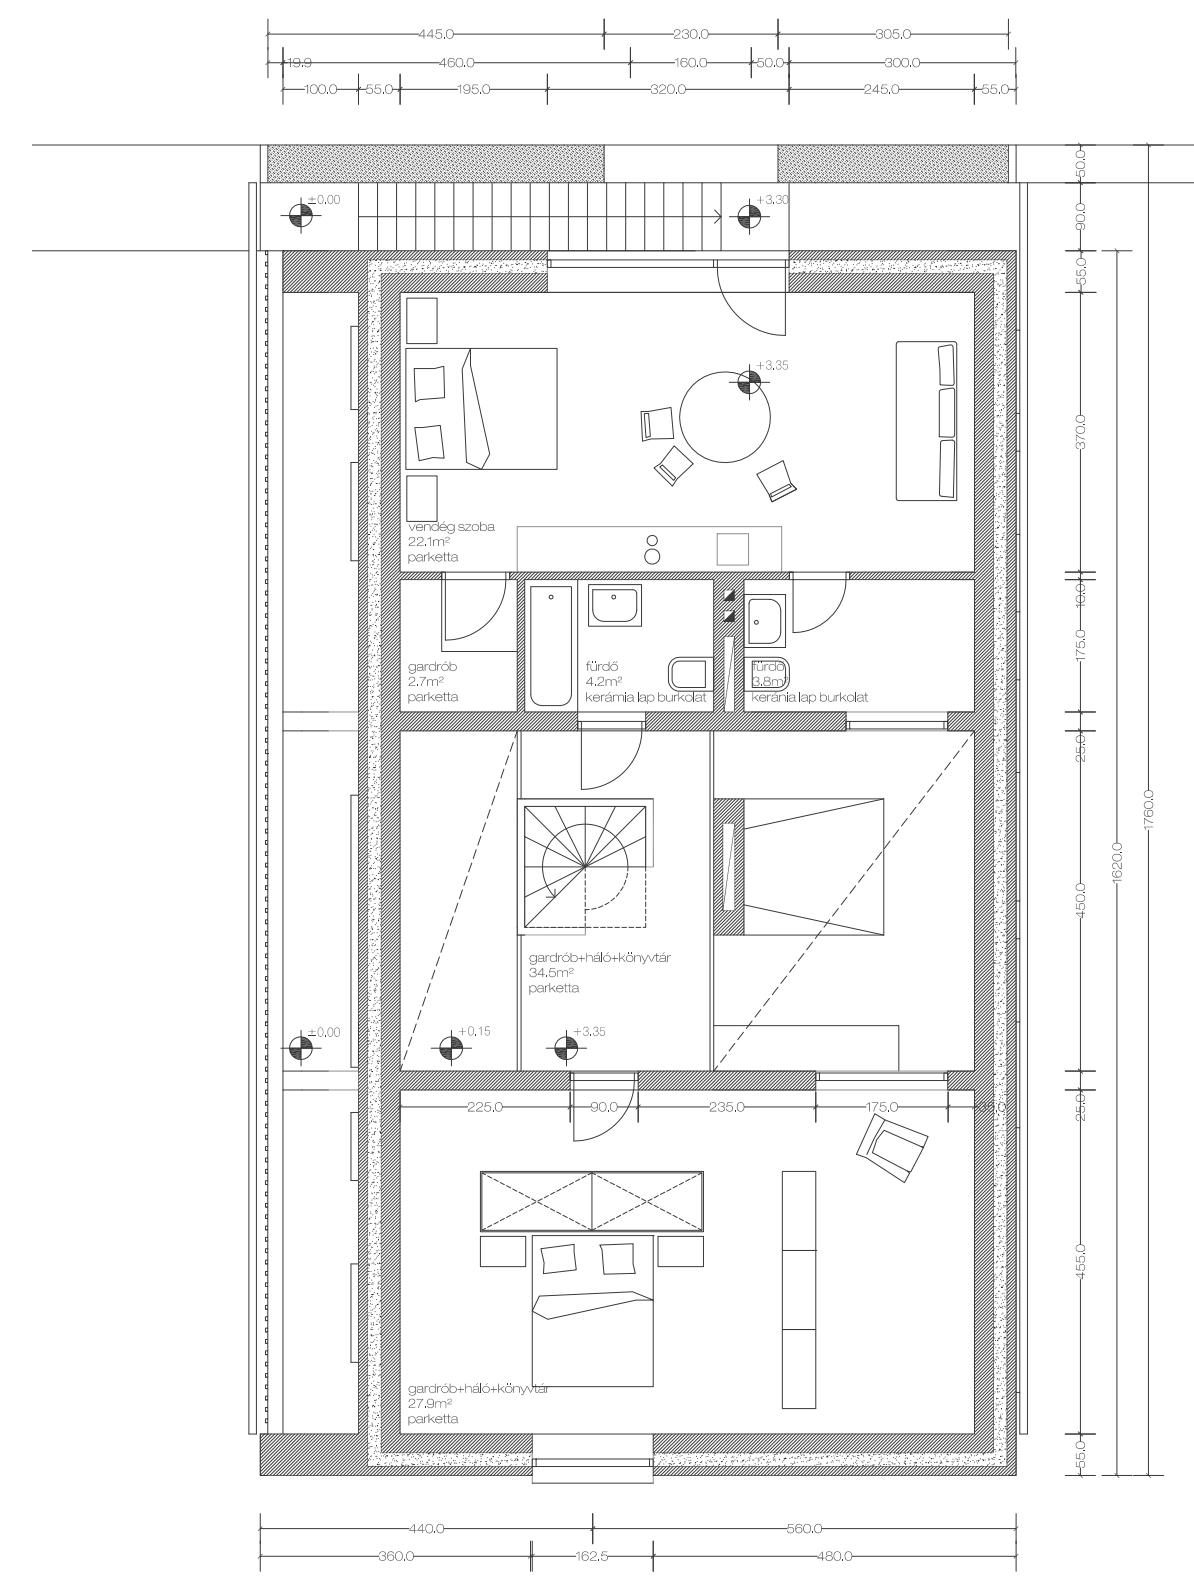 445.0 230.0 305.0
19.9 460.0 160.0 50.0 300.0
100.0 55.0 195.0 320.0 245.0 55.0
50.0
±0.00 +3.30
90.0
55.0
+3.35
370.0
vendég szoba
22.1m²
parketta
10.0
gardrób
2.7m²
parketta
fürdő
4.2m²
kerámia lap burkolat
fürdő
3.8m²
keránia lap burkolat
175.0
25.0
1760.0
1620.0
450.0
gardrób+háló+könyvtár
34.5m²
parketta
±0.00 +0.15 +3.35
225.0 90.0 235.0 175.0
25.0
455.0
gardrób+háló+könyvtár
27.9m²
parketta
55.0
440.0 560.0
360.0 162.5 480.0